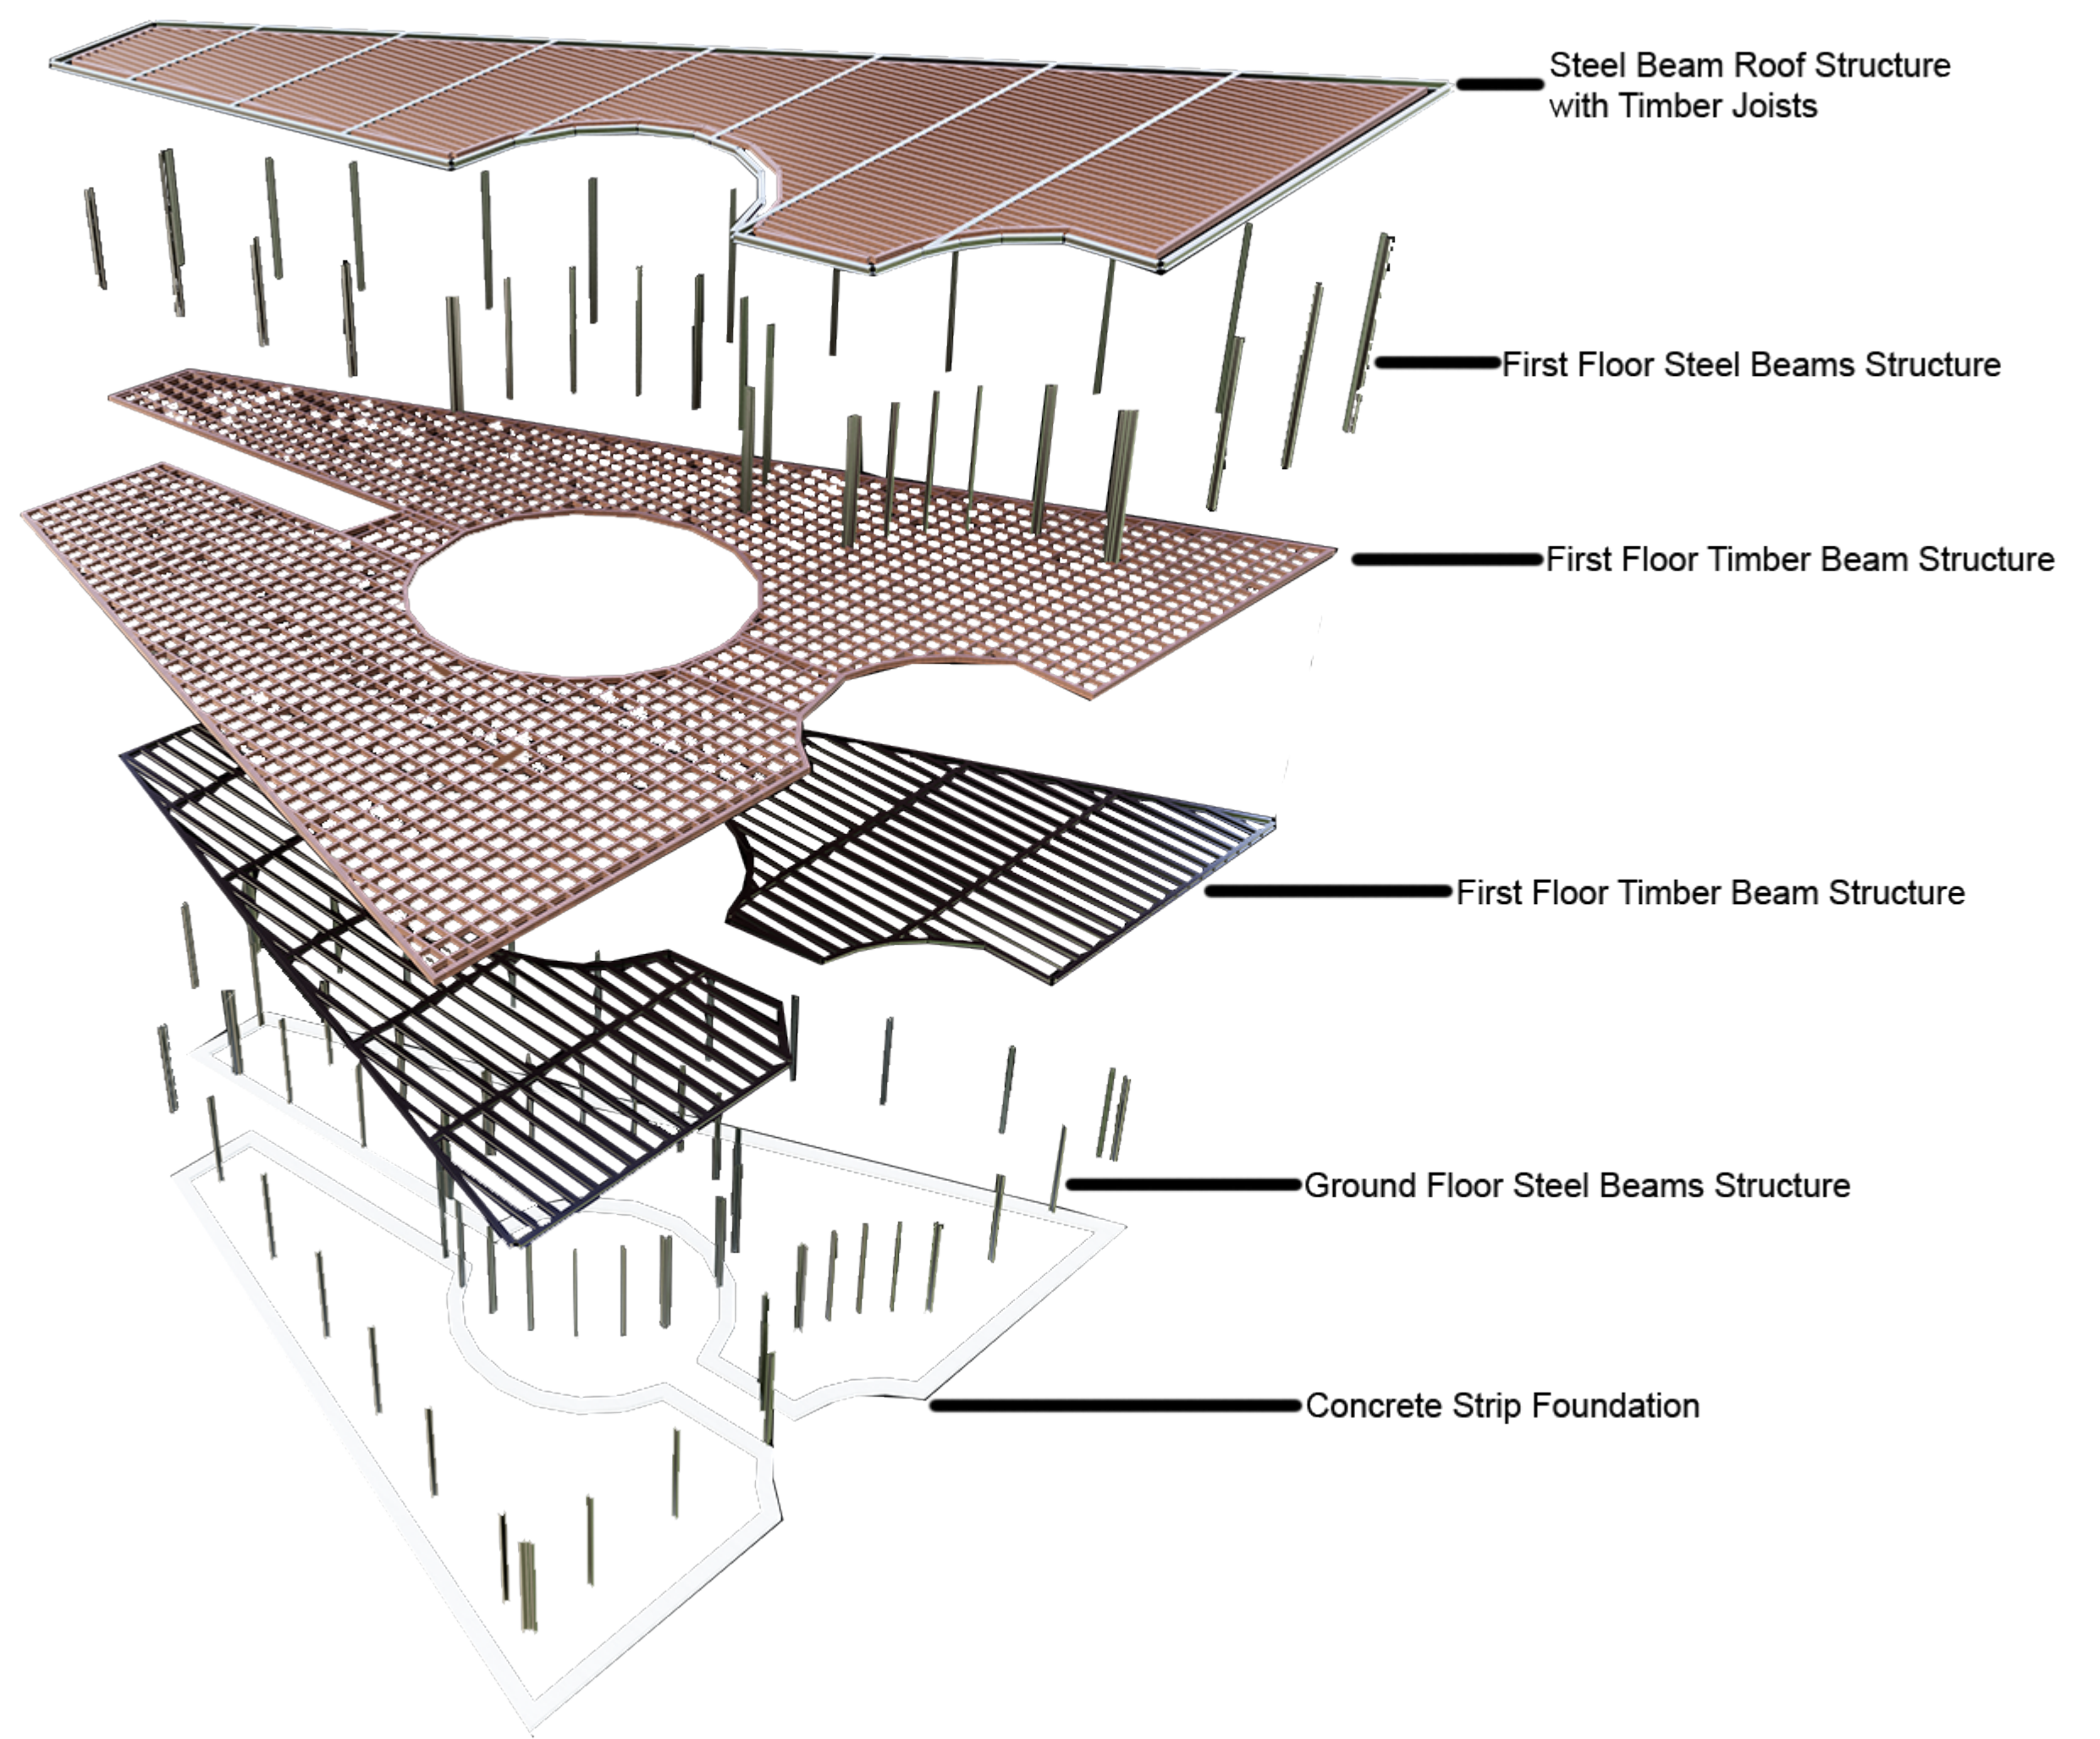 Steel Beam Roof Structure
with Timber Joists
First Floor Steel Beams Structure
First Floor Timber Beam Structure
First Floor Timber Beam Structure
Ground Floor Steel Beams Structure
Concrete Strip Foundation